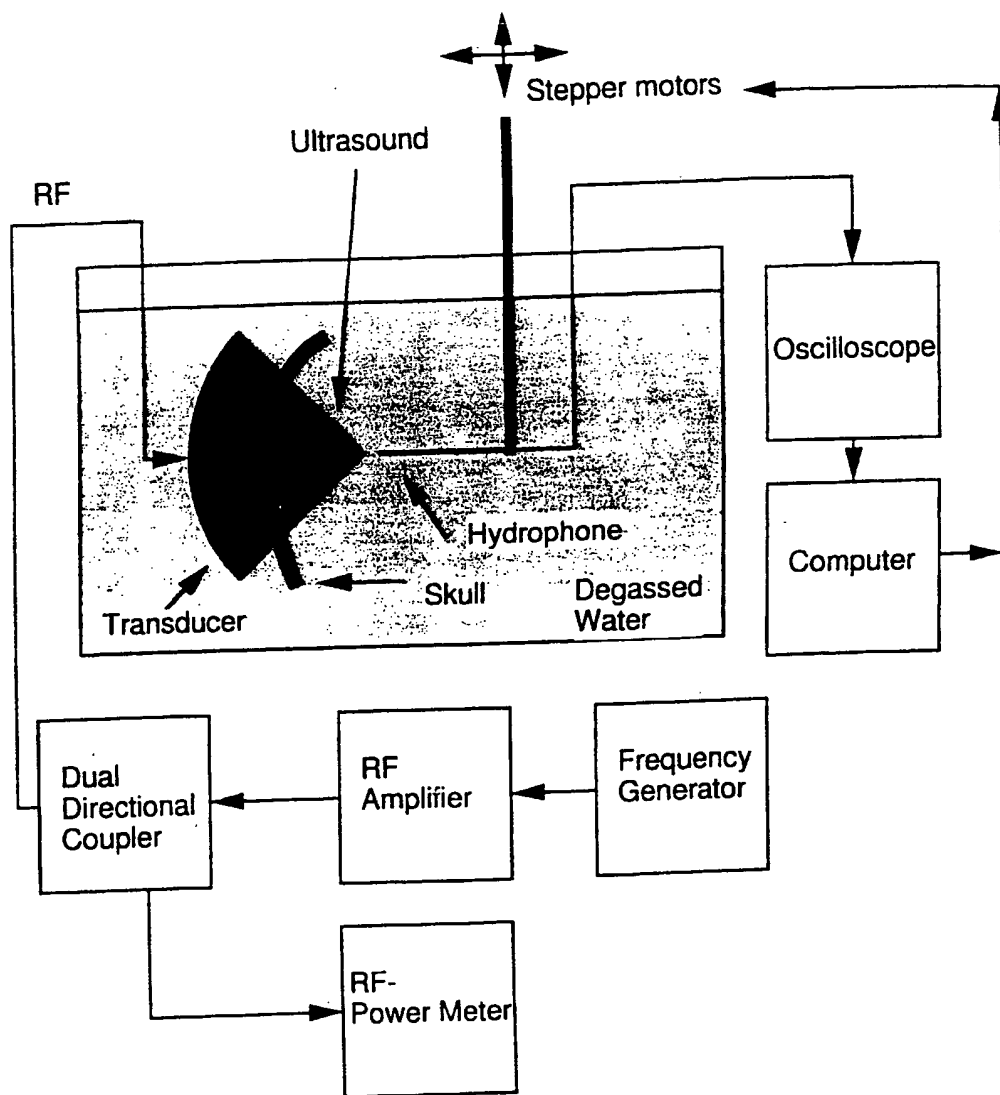 Stepper motors
Ultrasound
RF
Oscilloscope
Hydrophone
Computer
Skull
Degassed
Water
Transducer
Dual
Directional
Coupler
RF
Amplifier
Frequency
Generator
RF-
Power Meter